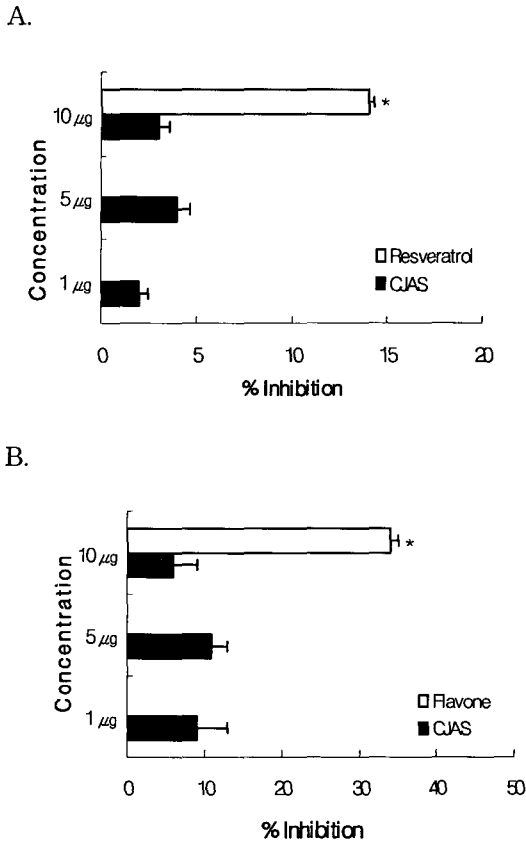 A.
10 μg
5 μg
1 μg
Concentration
*
Resveratrol
CJAS
0 5 10 15 20
% Inhibition
B.
10 μg
5 μg
1 μg
Concentration
*
Flavone
CJAS
0 10 20 30 40 50
% Inhibition